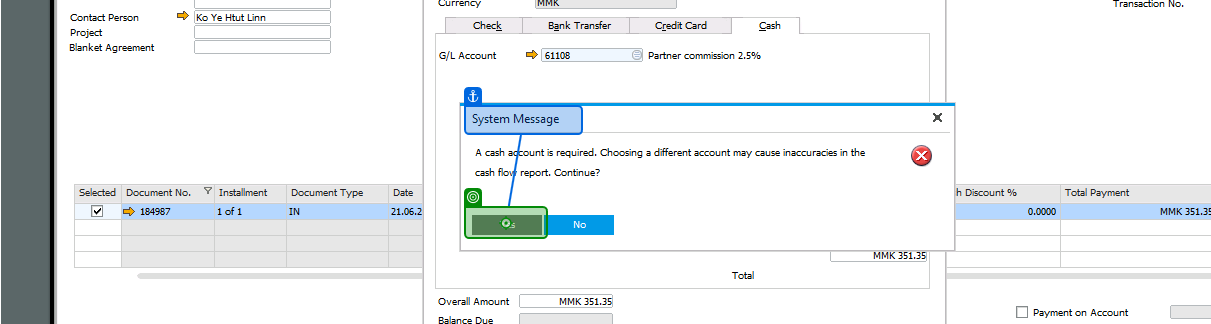 Currency MMK
Transaction No.
Contact Person Ko Ye Htut Linn
Project
Blanket Agreement
Check Bank Transfer Credit Card Cash
G/L Account 61108 Partner commission 2.5%
System Message
A cash account is required. Choosing a different account may cause inaccuracies in the
cash flow report. Continue?
No
Selected Document No. Installment Document Type Date h Discount % Total Payment
184987 1 of 1 IN 21.06.2 0.0000 MMK 351.35
MMK 351.35
Total
Overall Amount MMK 351.35
Balance Due
Payment on Account